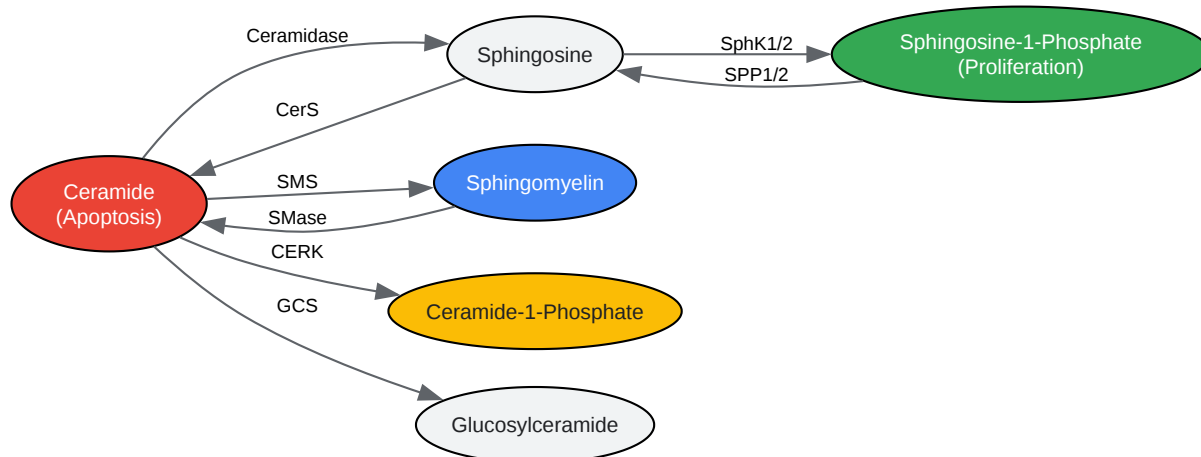 Ceramidase
Sphingosine
SphK1/2
Sphingosine-1-Phosphate
(Proliferation)
SPP1/2
CerS
Ceramide
(Apoptosis)
SMS
Sphingomyelin
SMase
CERK
Ceramide-1-Phosphate
GCS
Glucosylceramide